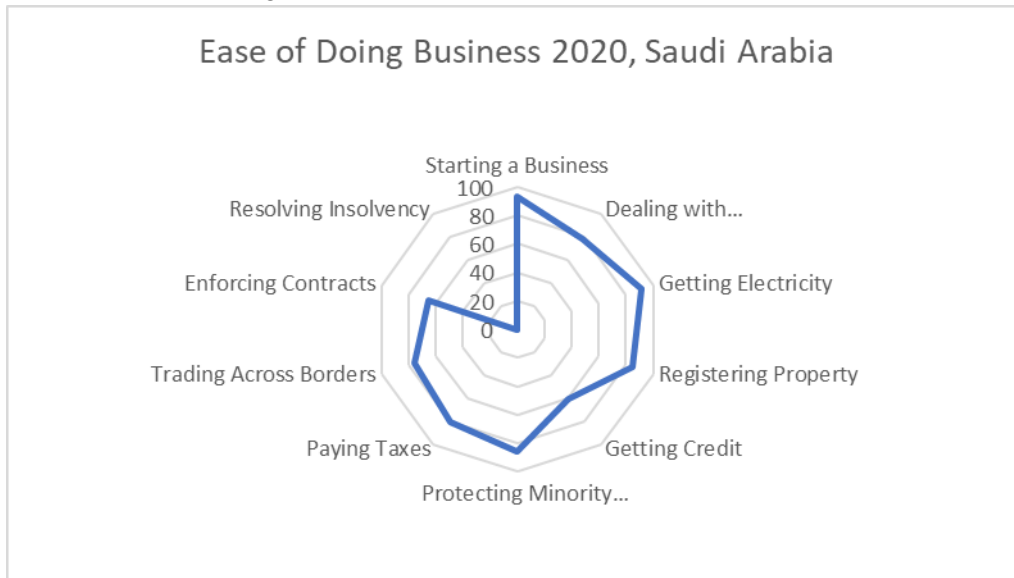 Ease of Doing Business 2020, Saudi Arabia
Starting a Business
100
Resolving Insolvency
80
Dealing with...
60
Enforcing Contracts
40
Getting Electricity
20
0
Trading Across Borders
Registering Property
Paying Taxes
Getting Credit
Protecting Minority...